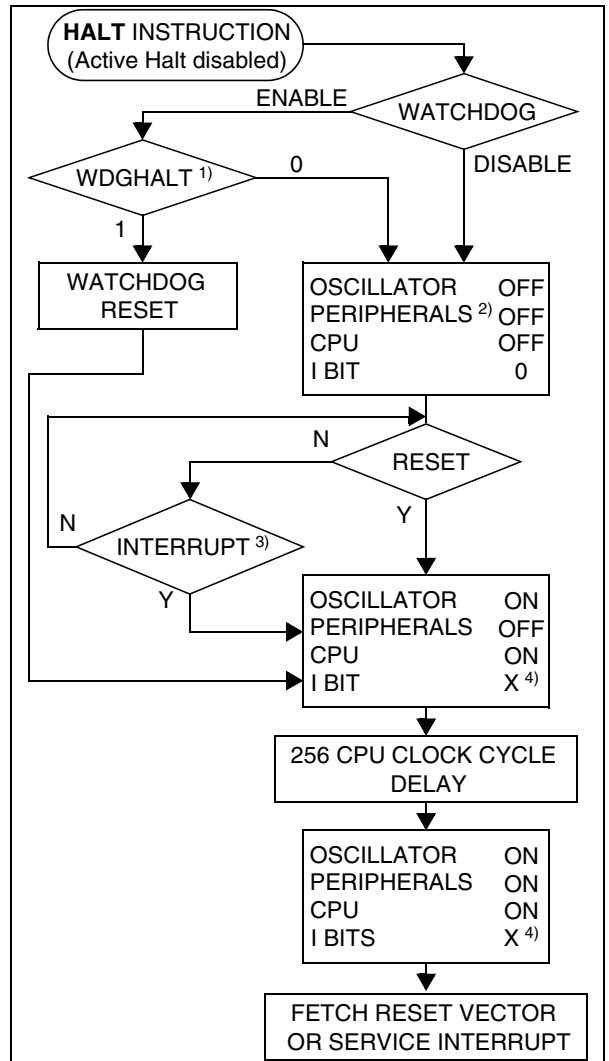 HALT INSTRUCTION
(Active Halt disabled)
ENABLE
WATCHDOG
WDGHALT 1)
0
DISABLE
1
WATCHDOG
RESET
OSCILLATOR OFF
PERIPHERALS 2) OFF
CPU OFF
I BIT 0
N
RESET
N
Y
INTERRUPT 3)
Y
OSCILLATOR ON
PERIPHERALS OFF
CPU ON
I BIT X 4)
256 CPU CLOCK CYCLE
DELAY
OSCILLATOR ON
PERIPHERALS ON
CPU ON
I BITS X 4)
FETCH RESET VECTOR
OR SERVICE INTERRUPT